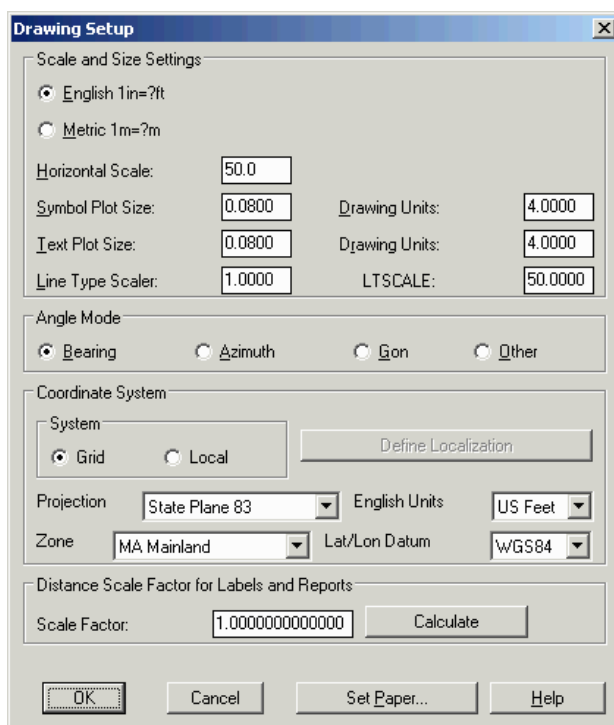 Drawing Setup
Scale and Size Settings
English 1in=?ft
Metric 1m=?m
Horizontal Scale: 50.0
Symbol Plot Size: 0.0800 Drawing Units: 4.0000
Text Plot Size: 0.0800 Drawing Units: 4.0000
Line Type Scaler: 1.0000 LTSCALE: 50.0000
Angle Mode
Bearing Azimuth Gon Other
Coordinate System
System
Grid Local Define Localization
Projection State Plane 83 English Units US Feet
Zone MA Mainland Lat/Lon Datum WGS84
Distance Scale Factor for Labels and Reports
Scale Factor: 1.0000000000000 Calculate
OK Cancel Set Paper... Help